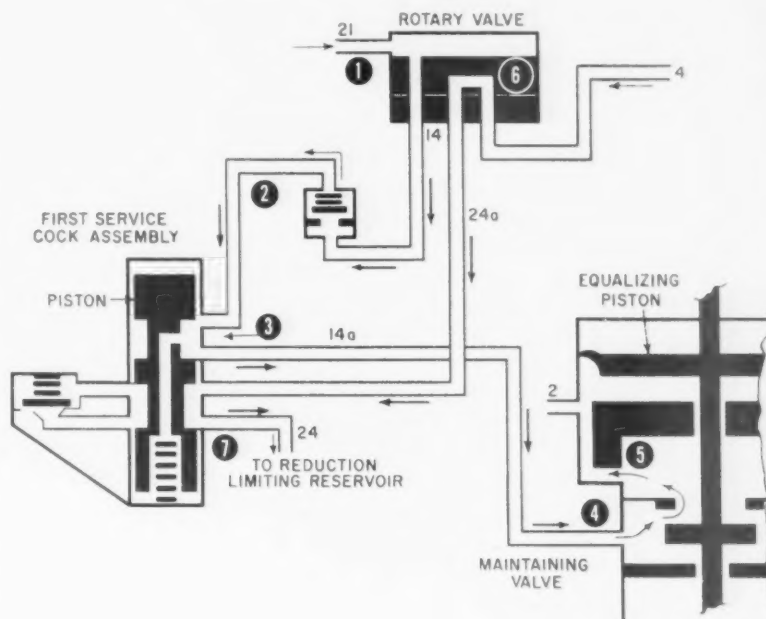 ROTARY VALVE
21
1
6
4
14
2
24a
FIRST SERVICE
COCK ASSEMBLY
PISTON
EQUALIZING
PISTON
3
14a
2
7
24
TO REDUCTION
LIMITING RESERVOIR
5
4
MAINTAINING
VALVE